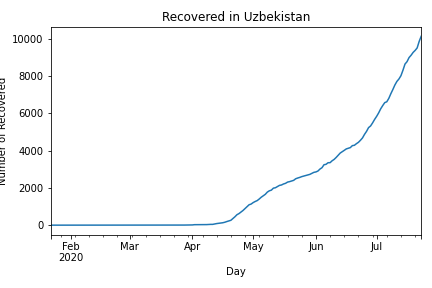 Recovered in Uzbekistan
Number of Recovered
10000
8000
6000
4000
2000
0
Feb Mar Apr May Jun Jul
2020
Day